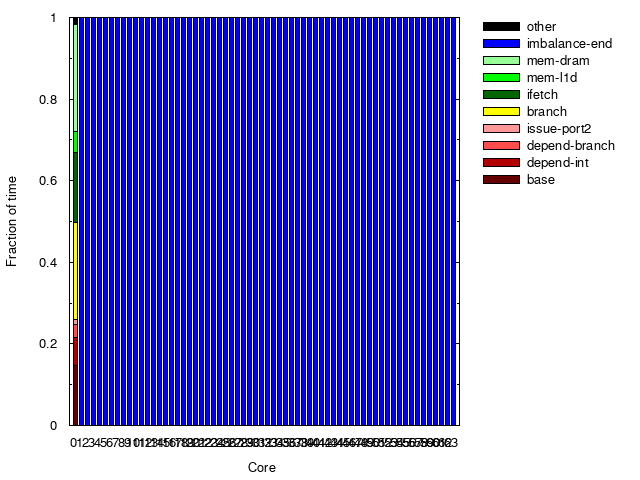 1
0.8
0.6
0.4
0.2
0
Fraction of time
Core
other
imbalance-end
mem-dram
mem-l1d
ifetch
branch
issue-port2
depend-branch
depend-int
base